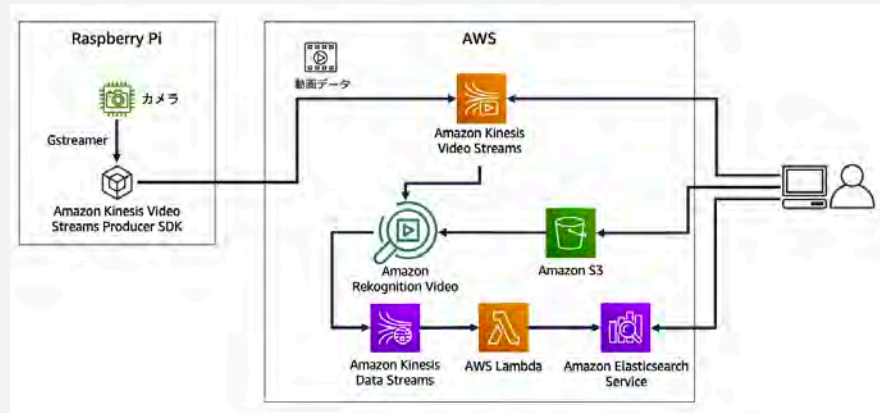 Raspberry Pi
カメラ
Gstreamer
Amazon Kinesis Video
Streams Producer SDK
AWS
動画データ
Amazon Kinesis
Video Streams
Amazon
Rekognition Video
Amazon S3
Amazon Kinesis
Data Streams
AWS Lambda
Amazon Elasticsearch
Service